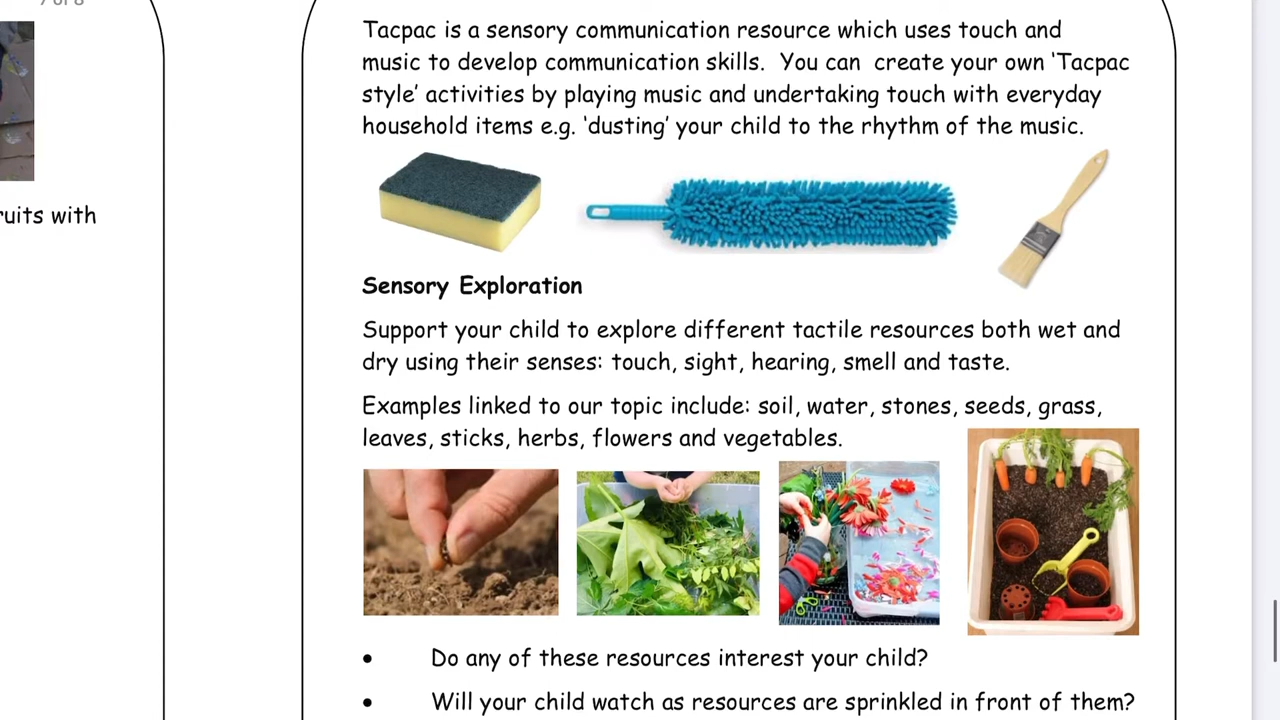 Tacpac is a sensory communication resource which uses touch and
music to develop communication skills.  You can  create your own ‘Tacpac
style’ activities by playing music and undertaking touch with everyday
household items e.g. ‘dusting’ your child to the rhythm of the music.
ruits with
Sensory Exploration
Support your child to explore different tactile resources both wet and
dry using their senses: touch, sight, hearing, smell and taste.
Examples linked to our topic include: soil, water, stones, seeds, grass,
leaves, sticks, herbs, flowers and vegetables.
• Do any of these resources interest your child?
• Will your child watch as resources are sprinkled in front of them?